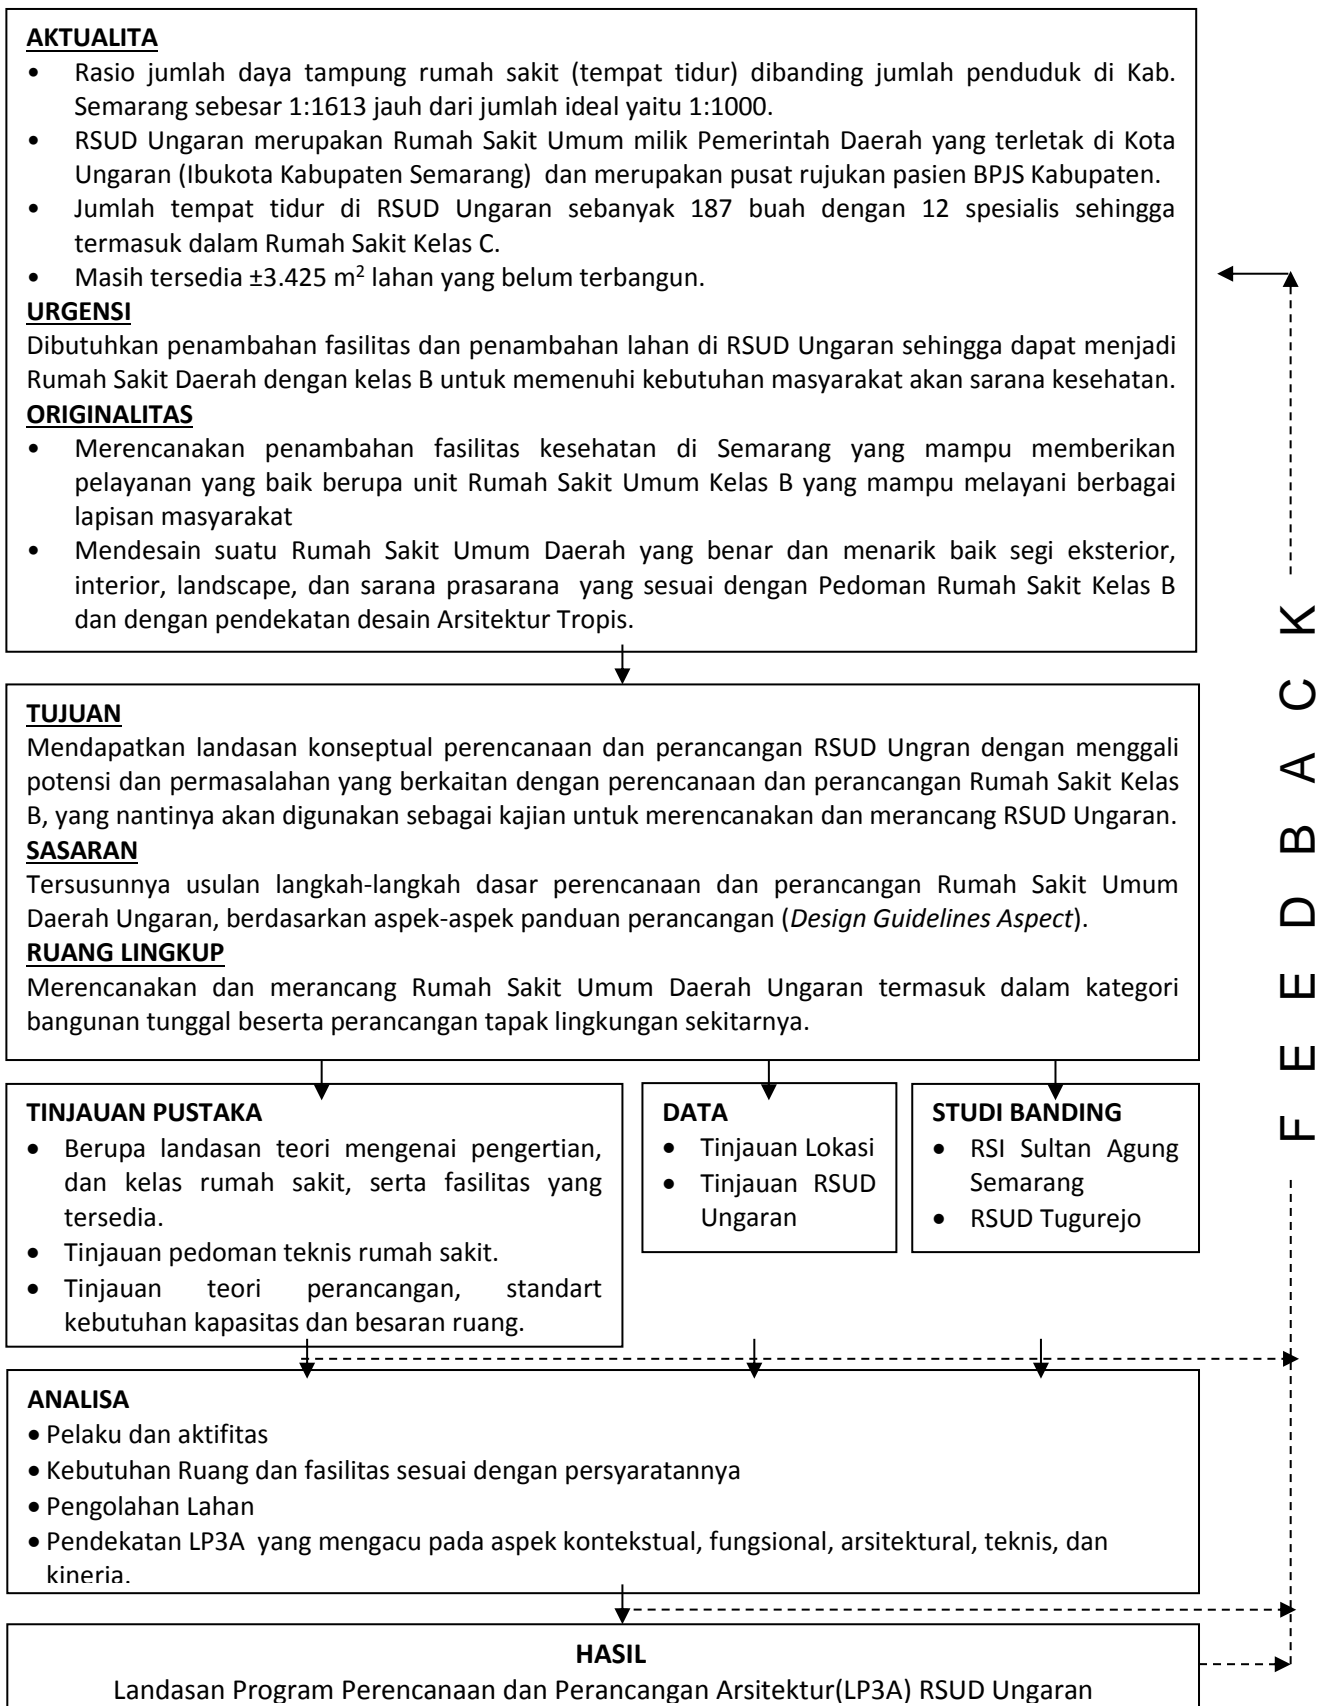 AKTUALITA
• Rasio jumlah daya tampung rumah sakit (tempat tidur) dibanding jumlah penduduk di Kab.
Semarang sebesar 1:1613 jauh dari jumlah ideal yaitu 1:1000.
• RSUD Ungaran merupakan Rumah Sakit Umum milik Pemerintah Daerah yang terletak di Kota
Ungaran (Ibukota Kabupaten Semarang) dan merupakan pusat rujukan pasien BPJS Kabupaten.
• Jumlah tempat tidur di RSUD Ungaran sebanyak 187 buah dengan 12 spesialis sehingga
termasuk dalam Rumah Sakit Kelas C.
• Masih tersedia ±3.425 m² lahan yang belum terbangun.
URGENSI
Dibutuhkan penambahan fasilitas dan penambahan lahan di RSUD Ungaran sehingga dapat menjadi
Rumah Sakit Daerah dengan kelas B untuk memenuhi kebutuhan masyarakat akan sarana kesehatan.
ORIGINALITAS
• Merencanakan penambahan fasilitas kesehatan di Semarang yang mampu memberikan
pelayanan yang baik berupa unit Rumah Sakit Umum Kelas B yang mampu melayani berbagai
lapisan masyarakat
• Mendesain suatu Rumah Sakit Umum Daerah yang benar dan menarik baik segi eksterior,
interior, landscape, dan sarana prasarana yang sesuai dengan Pedoman Rumah Sakit Kelas B
dan dengan pendekatan desain Arsitektur Tropis.
TUJUAN
Mendapatkan landasan konseptual perencanaan dan perancangan RSUD Ungran dengan menggali
potensi dan permasalahan yang berkaitan dengan perencanaan dan perancangan Rumah Sakit Kelas
B, yang nantinya akan digunakan sebagai kajian untuk merencanakan dan merancang RSUD Ungaran.
SASARAN
Tersusunnya usulan langkah-langkah dasar perencanaan dan perancangan Rumah Sakit Umum
Daerah Ungaran, berdasarkan aspek-aspek panduan perancangan (Design Guidelines Aspect).
RUANG LINGKUP
Merencanakan dan merancang Rumah Sakit Umum Daerah Ungaran termasuk dalam kategori
bangunan tunggal beserta perancangan tapak lingkungan sekitarnya.
TINJAUAN PUSTAKA
• Berupa landasan teori mengenai pengertian,
dan kelas rumah sakit, serta fasilitas yang
tersedia.
• Tinjauan pedoman teknis rumah sakit.
• Tinjauan teori perancangan, standart
kebutuhan kapasitas dan besaran ruang.
DATA
• Tinjauan Lokasi
• Tinjauan RSUD
Ungaran
STUDI BANDING
• RSI Sultan Agung
Semarang
• RSUD Tugurejo
ANALISA
• Pelaku dan aktifitas
• Kebutuhan Ruang dan fasilitas sesuai dengan persyaratannya
• Pengolahan Lahan
• Pendekatan LP3A yang mengacu pada aspek kontekstual, fungsional, arsitektural, teknis, dan
kinerja.
HASIL
Landasan Program Perencanaan dan Perancangan Arsitektur(LP3A) RSUD Ungaran
F E E D B A C K